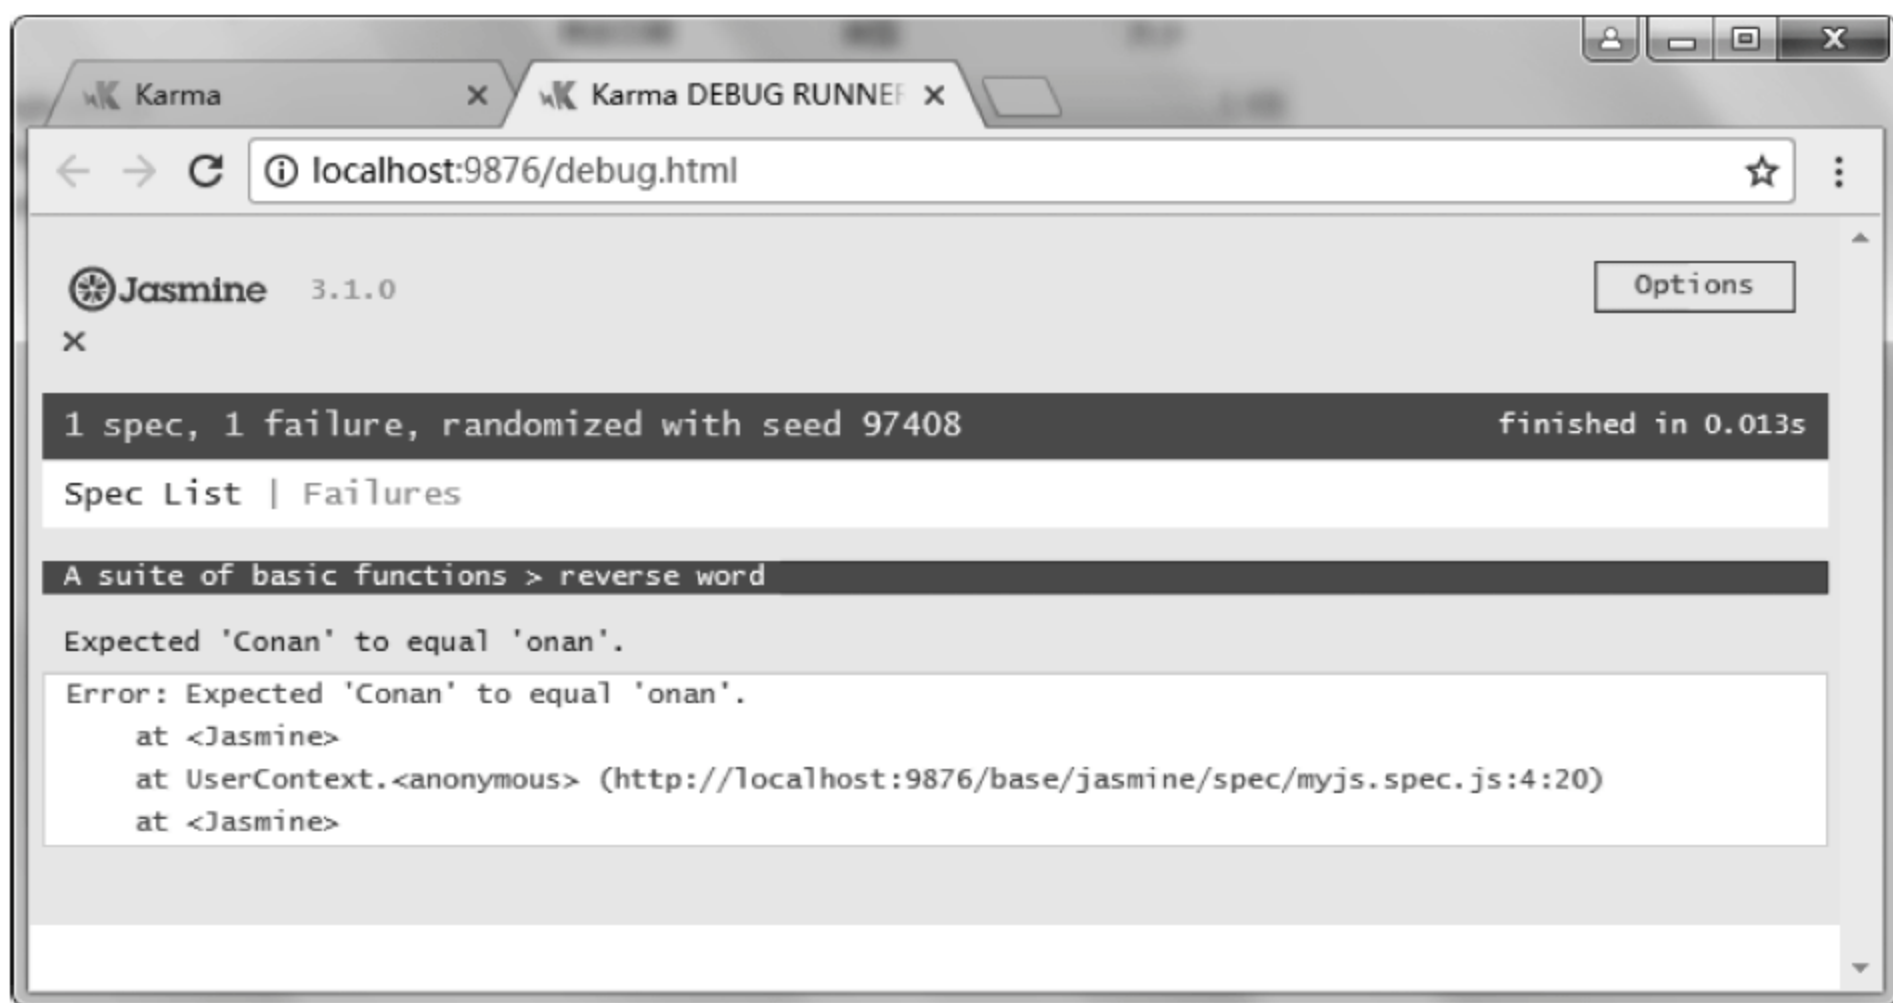 Karma
Karma DEBUG RUNNER
localhost:9876/debug.html
Jasmine 3.1.0
Options
×
1 spec, 1 failure, randomized with seed 97408
finished in 0.013s
Spec List | Failures
A suite of basic functions > reverse word
Expected 'Conan' to equal 'onan'.
Error: Expected 'Conan' to equal 'onan'.
at <Jasmine>
at UserContext.<anonymous> (http://localhost:9876/base/jasmine/spec/myjs.spec.js:4:20)
at <Jasmine>